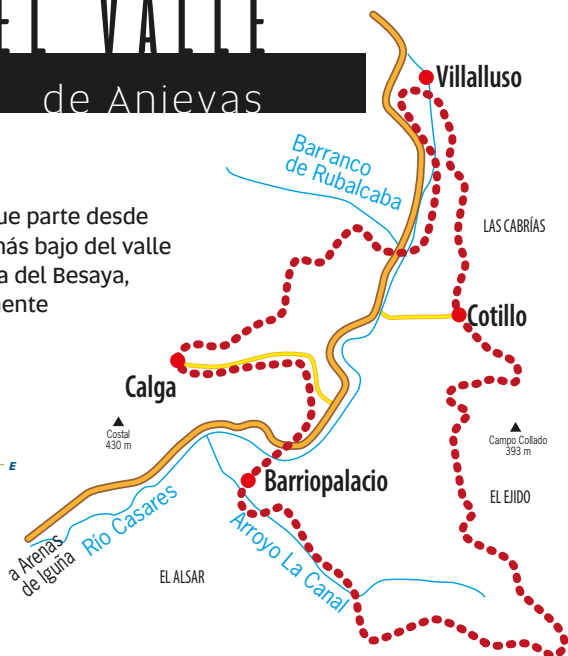 EL VALLE
de Anievas
ue parte desde
nás bajo del valle
a del Besaya,
nente
Villalluso
Barranco
de Rubalcaba
LAS CABRÍAS
Cotillo
Calga
Costal
430 m
Campo Collado
393 m
E
Barriopalacio
EL EJIDO
Río Casares
Arroyo La Canal
a Arenas
de Iguña
EL ALSAR